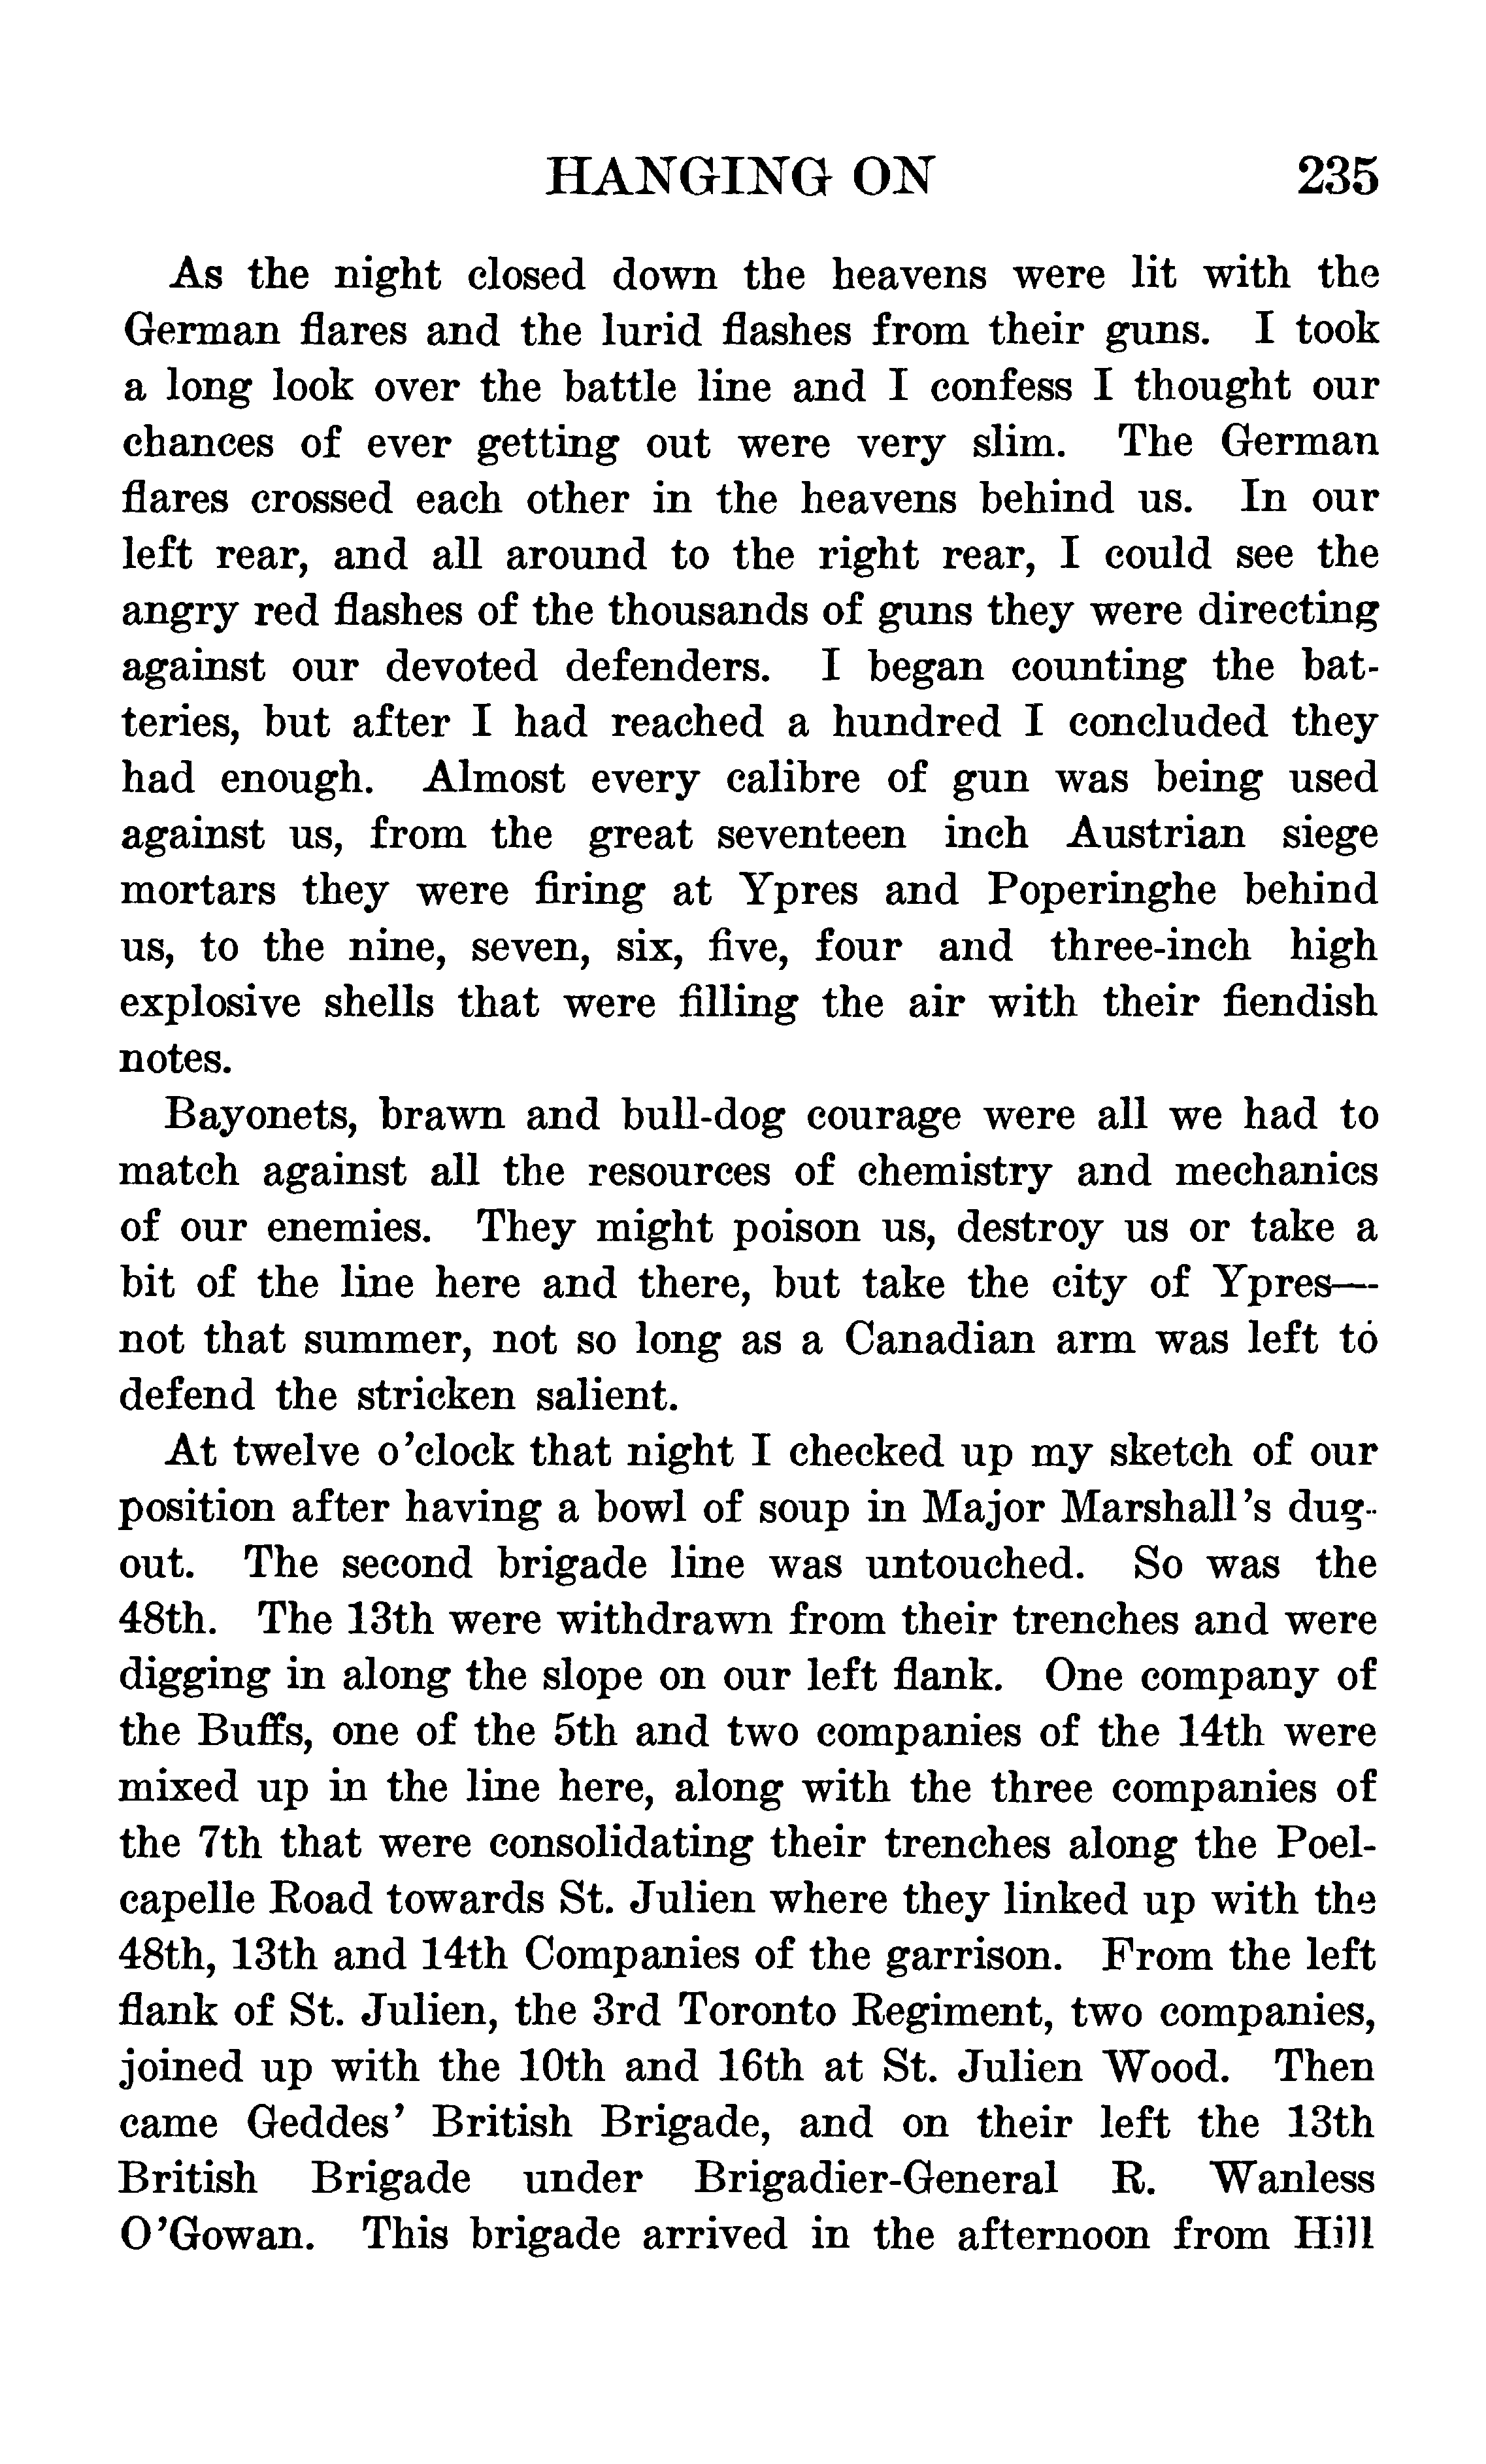 HANGING ON 235
As the night closed down the heavens were lit with the
German flares and the lurid flashes from their guns. I took
a long look over the battle line and I confess I thought our
chances of ever getting out were very slim. The German
flares crossed each other in the heavens behind us. In our
left rear, and all around to the right rear, I could see the
angry red flashes of the thousands of guns they were directing
against our devoted defenders. I began counting the bat-
teries, but after I had reached a hundred I concluded they
had enough. Almost every calibre of gun was being used
against us, from the great seventeen inch Austrian siege
mortars they were firing at Ypres and Poperinghe behind
us, to the nine, seven, six, five, four and three-inch high
explosive shells that were filling the air with their fiendish
notes.
Bayonets, brawn and bull-dog courage were all we had to
match against all the resources of chemistry and mechanics
of our enemies. They might poison us, destroy us or take a
bit of the line here and there, but take the city of Ypres—
not that summer, not so long as a Canadian arm was left to
defend the stricken salient.
At twelve o'clock that night I checked up my sketch of our
position after having a bowl of soup in Major Marshall's dug-
out. The second brigade line was untouched. So was the
48th. The 13th were withdrawn from their trenches and were
digging in along the slope on our left flank. One company of
the Buffs, one of the 5th and two companies of the 14th were
mixed up in the line here, along with the three companies of
the 7th that were consolidating their trenches along the Poel-
capelle Road towards St. Julien where they linked up with the
48th, 13th and 14th Companies of the garrison. From the left
flank of St. Julien, the 3rd Toronto Regiment, two companies,
joined up with the 10th and 16th at St. Julien Wood. Then
came Geddes' British Brigade, and on their left the 13th
British Brigade under Brigadier-General R. Wanless
O'Gowan. This brigade arrived in the afternoon from Hill